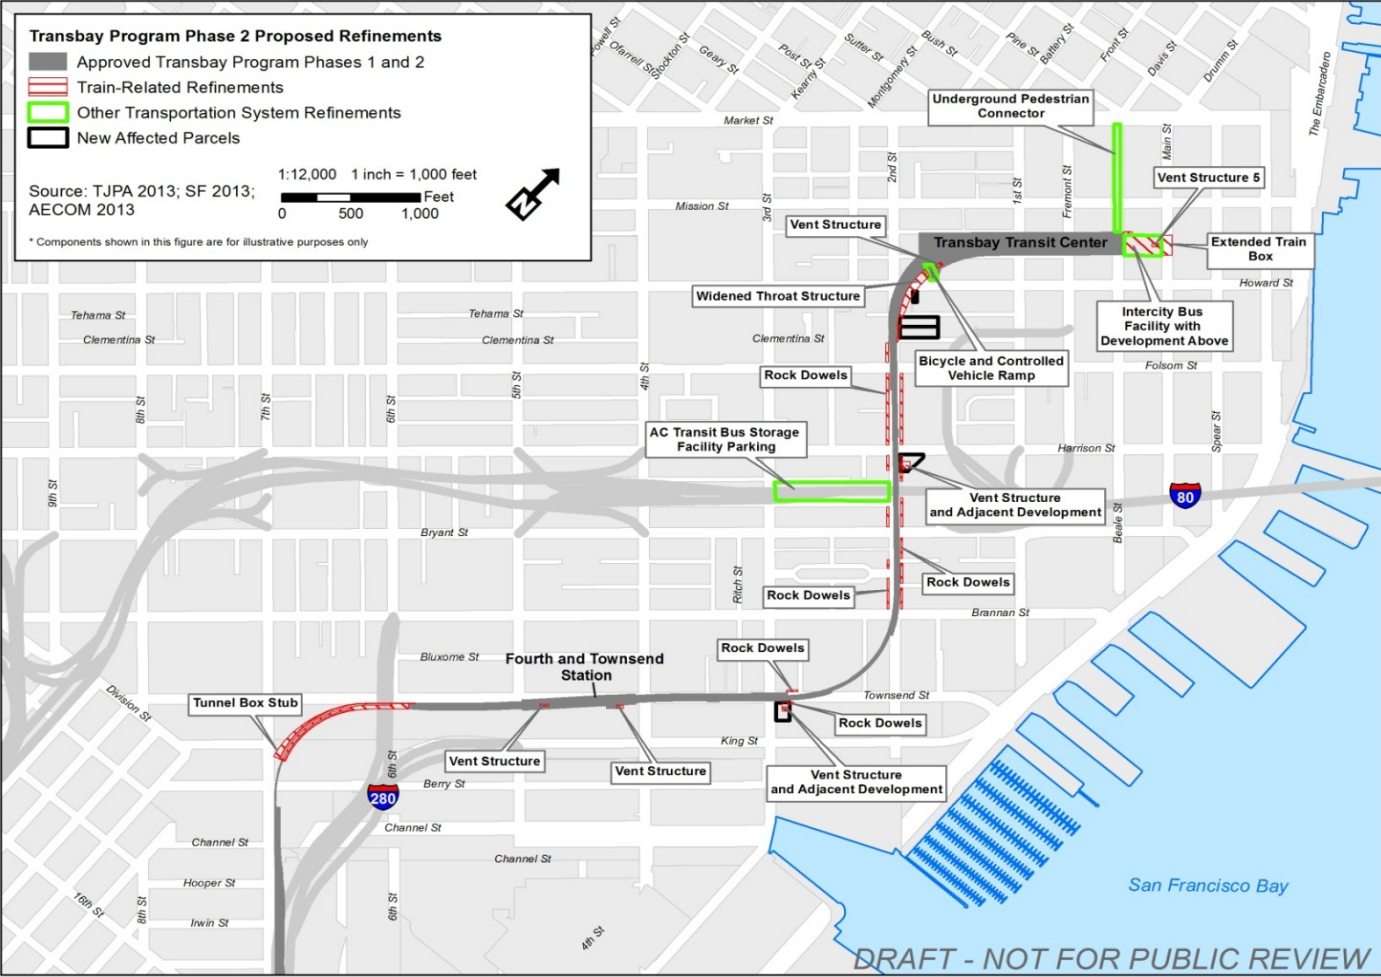 Transbay Program Phase 2 Proposed Refinements
Approved Transbay Program Phases 1 and 2
Train-Related Refinements
Other Transportation System Refinements
New Affected Parcels
1:12,000 1 inch = 1,000 feet
Source: TJPA 2013; SF 2013;
AECOM 2013
Feet
0 500 1,000
N
* Components shown in this figure are for illustrative purposes only
Powell St
Ofarrell St
Stockton St
Geary St
Post St
Kearny St
Sutter St
Montgomery St
Bush St
Pine St
Battery St
Front St
Davis St
Drumm St
The Embarcadero
Underground Pedestrian
Connector
Market St
Main St
2nd St
1st St
Fremont St
3rd St
Vent Structure 5
Mission St
Vent Structure
Transbay Transit Center
Extended Train
Box
Widened Throat Structure
Howard St
Tehama St
Tehama St
Clementina St
Clementina St
Clementina St
Intercity Bus
Facility with
Development Above
Bicycle and Controlled
Vehicle Ramp
Folsom St
Rock Dowels
8th St
7th St
6th St
5th St
4th St
AC Transit Bus Storage
Facility Parking
Harrison St
Spear St
9th St
Vent Structure
and Adjacent Development
80
Beale St
Bryant St
Ritch St
Rock Dowels
Rock Dowels
Brannan St
Bluxome St
Fourth and Townsend
Station
Rock Dowels
Division St
Tunnel Box Stub
Townsend St
Rock Dowels
King St
Vent Structure
Vent Structure
6th St
Berry St
Vent Structure
and Adjacent Development
280
Channel St
Channel St
Channel St
Hooper St
Irwin St
16th St
8th St
6th St
4th St
San Francisco Bay
DRAFT - NOT FOR PUBLIC REVIEW